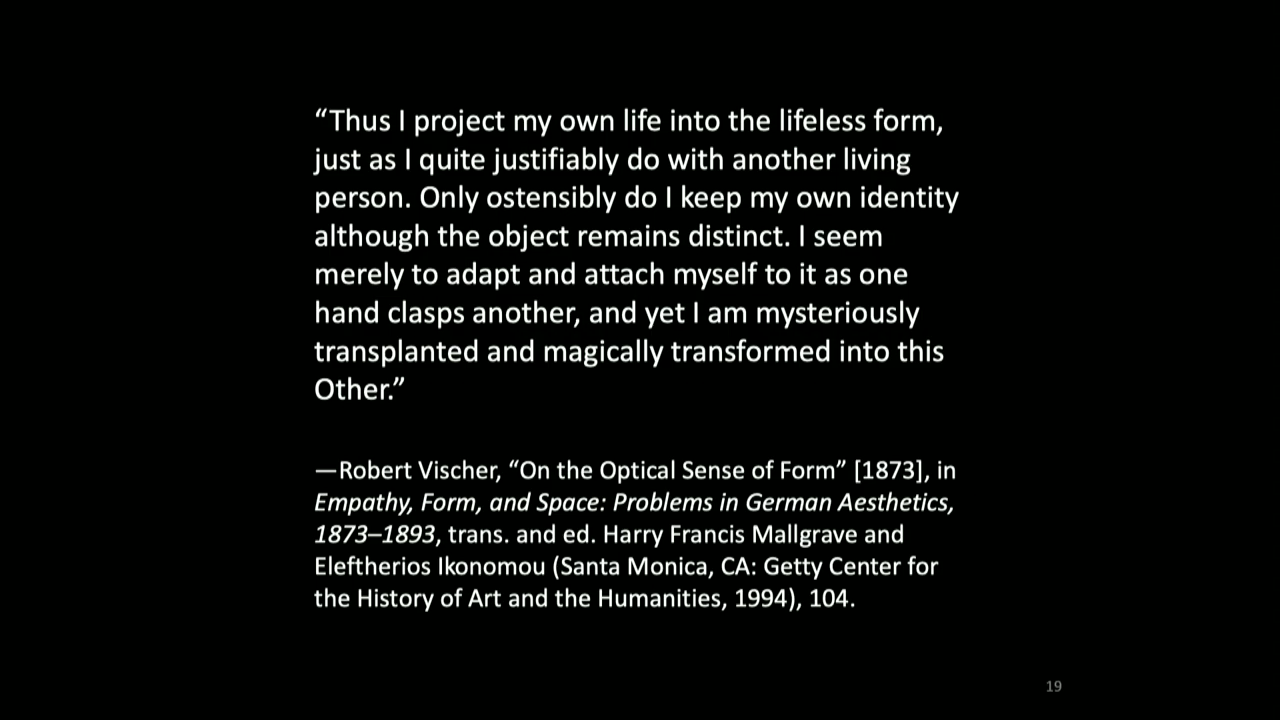 “Thus I project my own life into the lifeless form,
just as I quite justifiably do with another living
person. Only ostensibly do I keep my own identity
although the object remains distinct. I seem
merely to adapt and attach myself to it as one
hand clasps another, and yet I am mysteriously
transplanted and magically transformed into this
Other.”
—Robert Vischer, “On the Optical Sense of Form” [1873], in
Empathy, Form, and Space: Problems in German Aesthetics,
1873–1893, trans. and ed. Harry Francis Mallgrave and
Eleftherios Ikonomou (Santa Monica, CA: Getty Center for
the History of Art and the Humanities, 1994), 104.
19